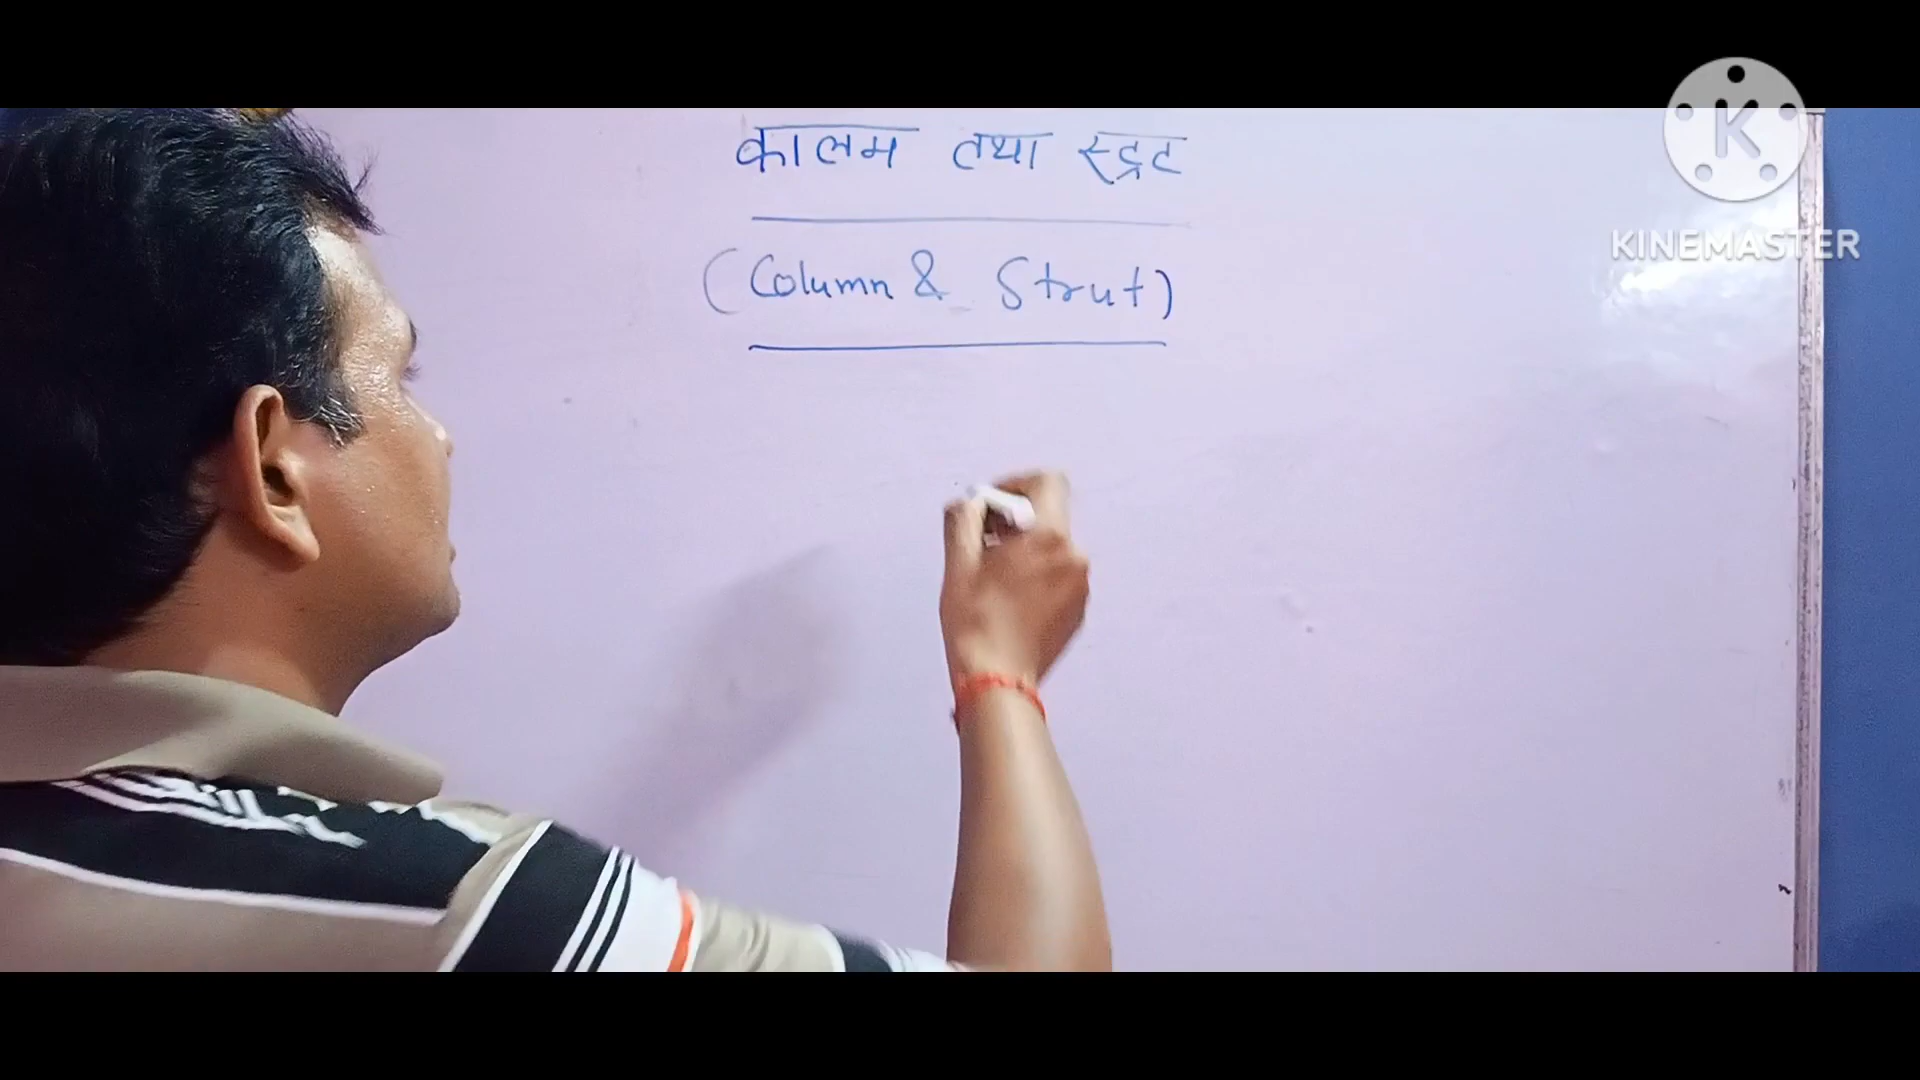 कालम तथा स्ट्रट
(Column & Strut)
K
KINEMASTER